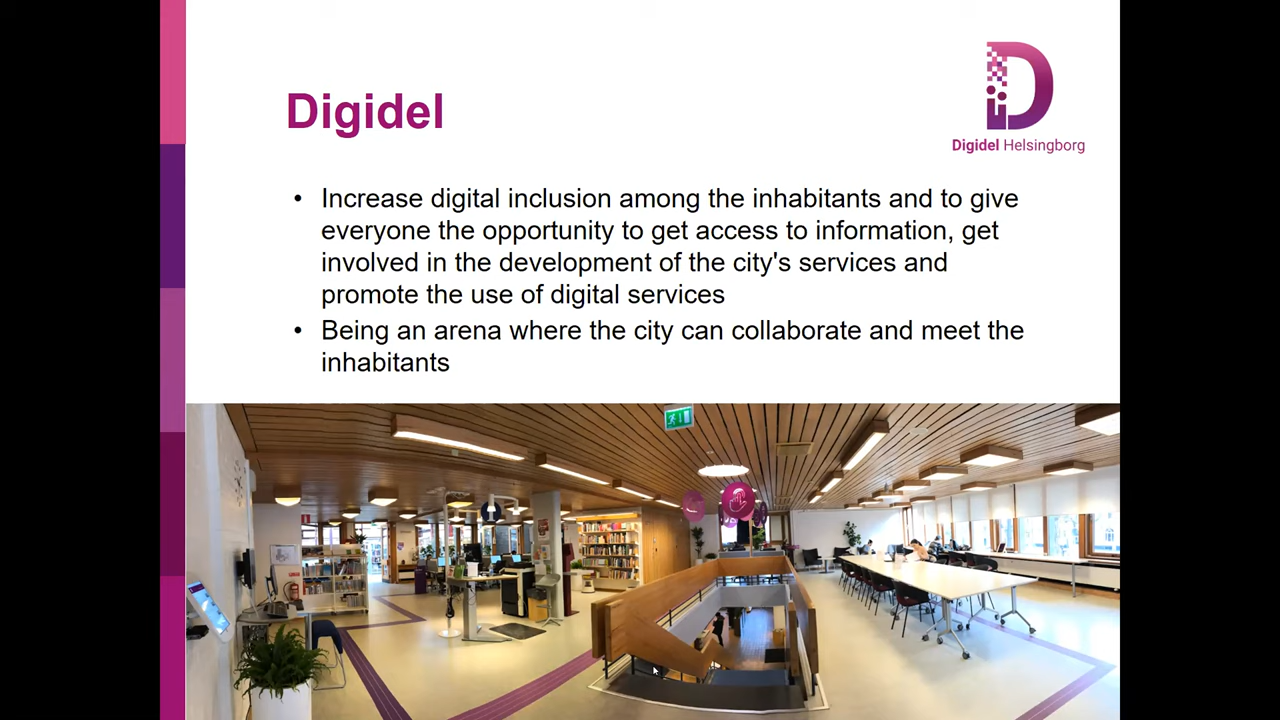 Digidel
Digidel Helsingborg
• Increase digital inclusion among the inhabitants and to give
everyone the opportunity to get access to information, get
involved in the development of the city's services and
promote the use of digital services
• Being an arena where the city can collaborate and meet the
inhabitants